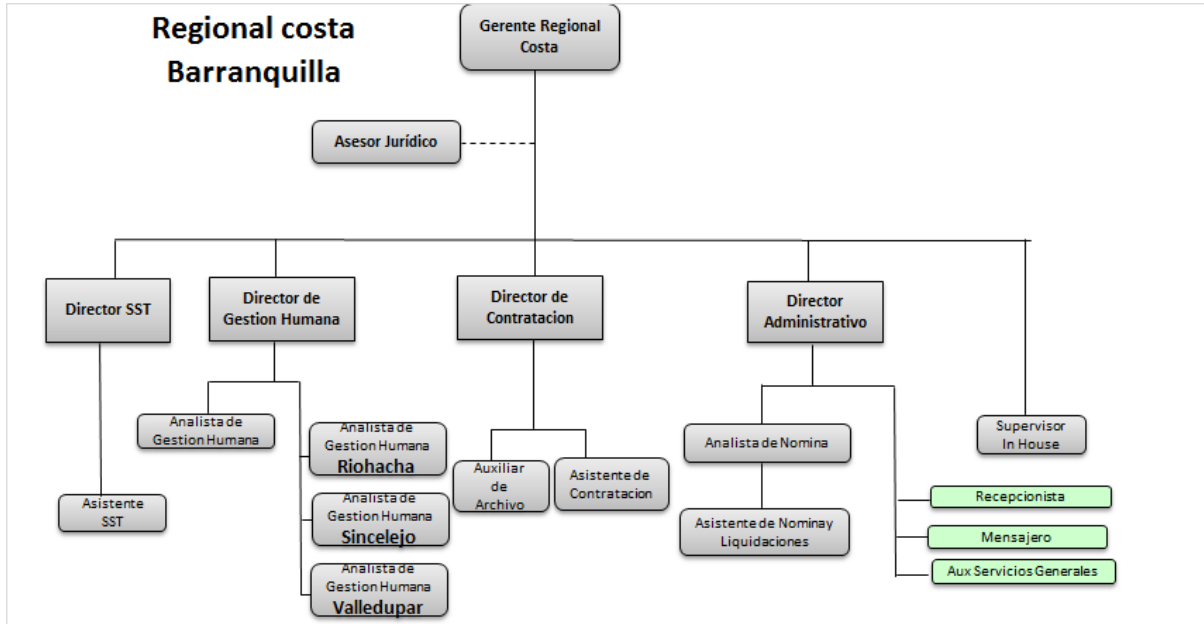 Regional costa
Barranquilla
Gerente Regional
Costa
Asesor Jurídico
Director SST
Director de
Gestion Humana
Director de
Contratacion
Director
Administrativo
Analista de
Gestion Humana
Analista de
Gestion Humana
Riohacha
Analista de
Gestion Humana
Sincelejo
Analista de
Gestion Humana
Valledupar
Asistente
SST
Auxiliar
de
Archivo
Asistente de
Contratacion
Analista de Nomina
Asistente de Nomina y
Liquidaciones
Supervisor
In House
Recepcionista
Mensajero
Aux Servicios Generales